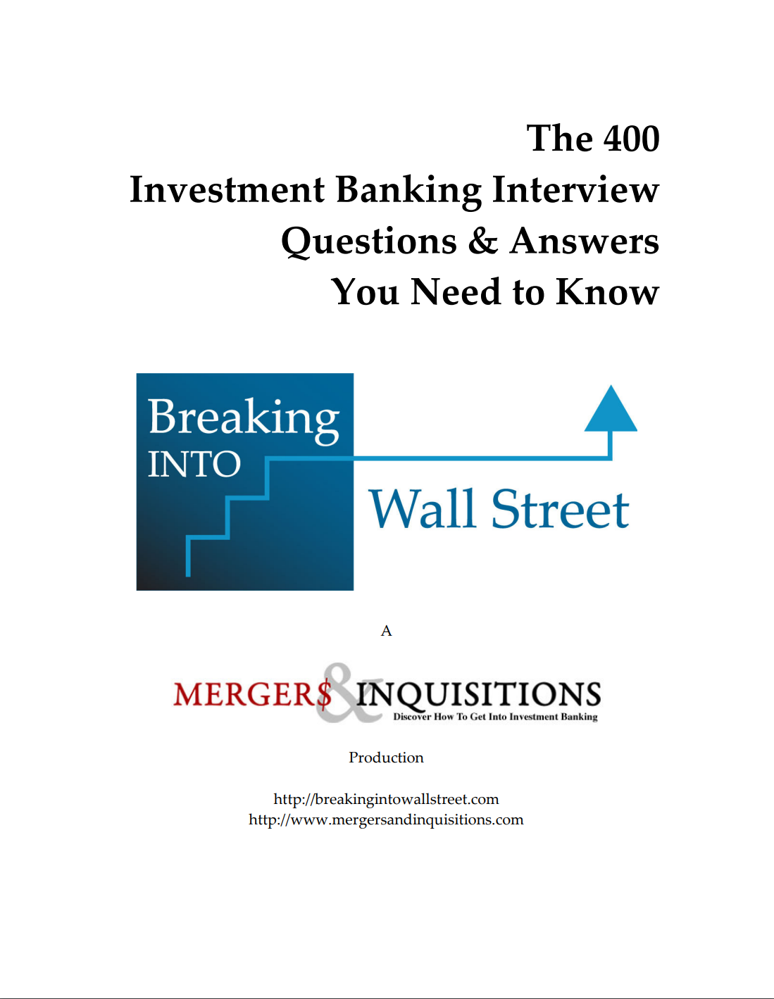 The 400
Investment Banking Interview
Questions & Answers
You Need to Know
Breaking
INTO
Wall Street
A
MERGER$ & INQUISITIONS
Discover How To Get Into Investment Banking
Production
http://breakingintowallstreet.com
http://www.mergersandinquisitions.com